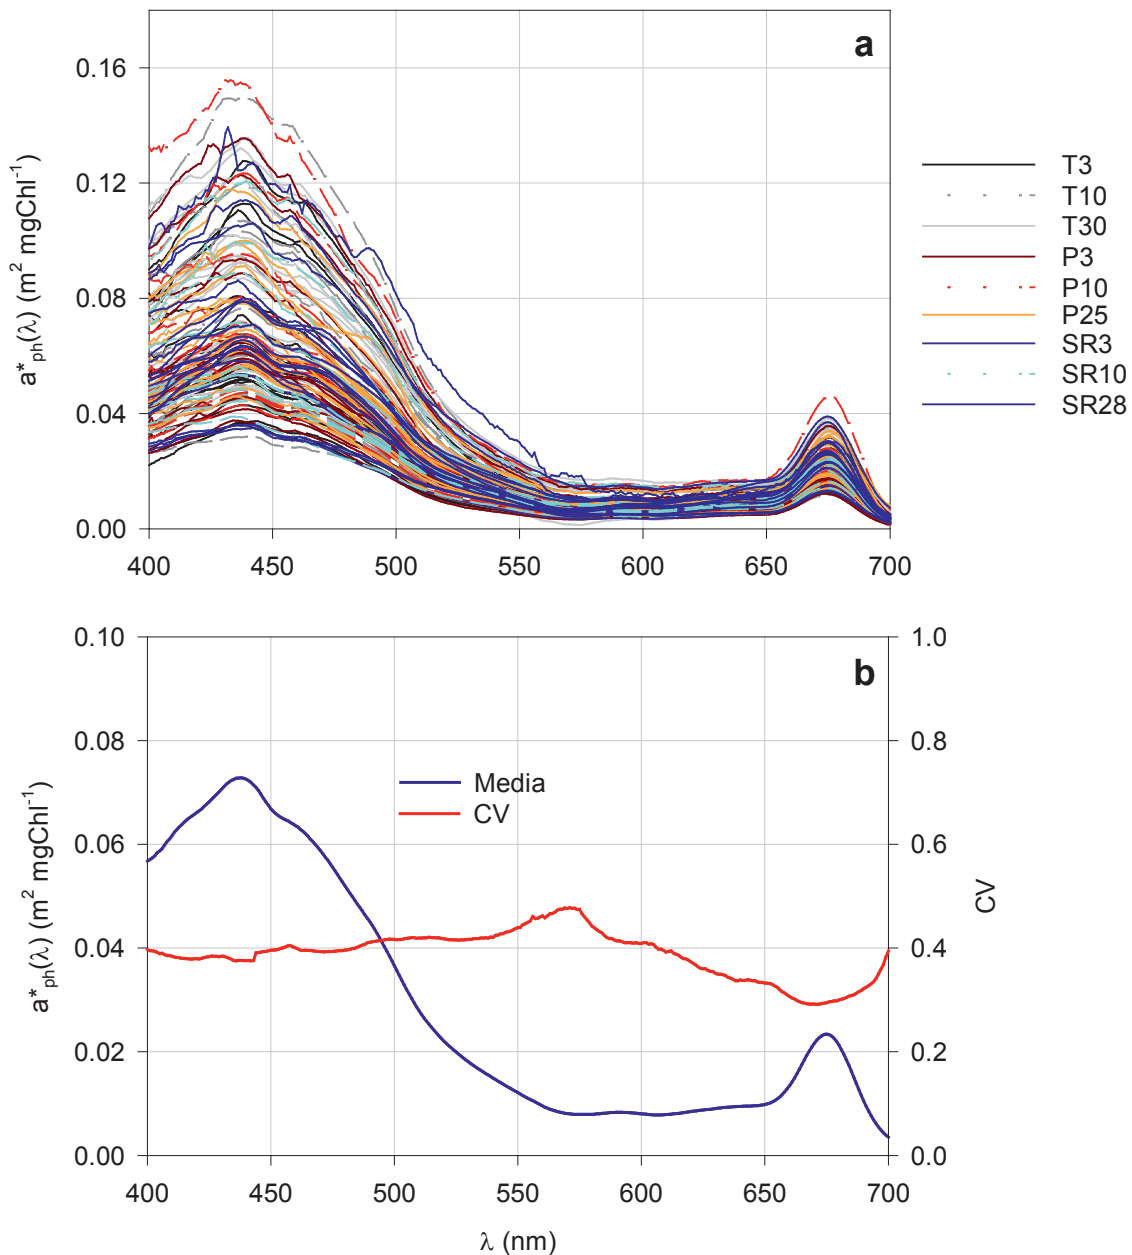 a
0.16
0.12
0.08
0.04
0.00
a*ph(λ) (m² mgChl⁻¹)
400 450 500 550 600 650 700
T3
T10
T30
P3
P10
P25
SR3
SR10
SR28
b
0.10
0.08
0.06
0.04
0.02
0.00
a*ph(λ) (m² mgChl⁻¹)
Media
CV
1.0
0.8
0.6
0.4
0.2
0.0
CV
400 450 500 550 600 650 700
λ (nm)